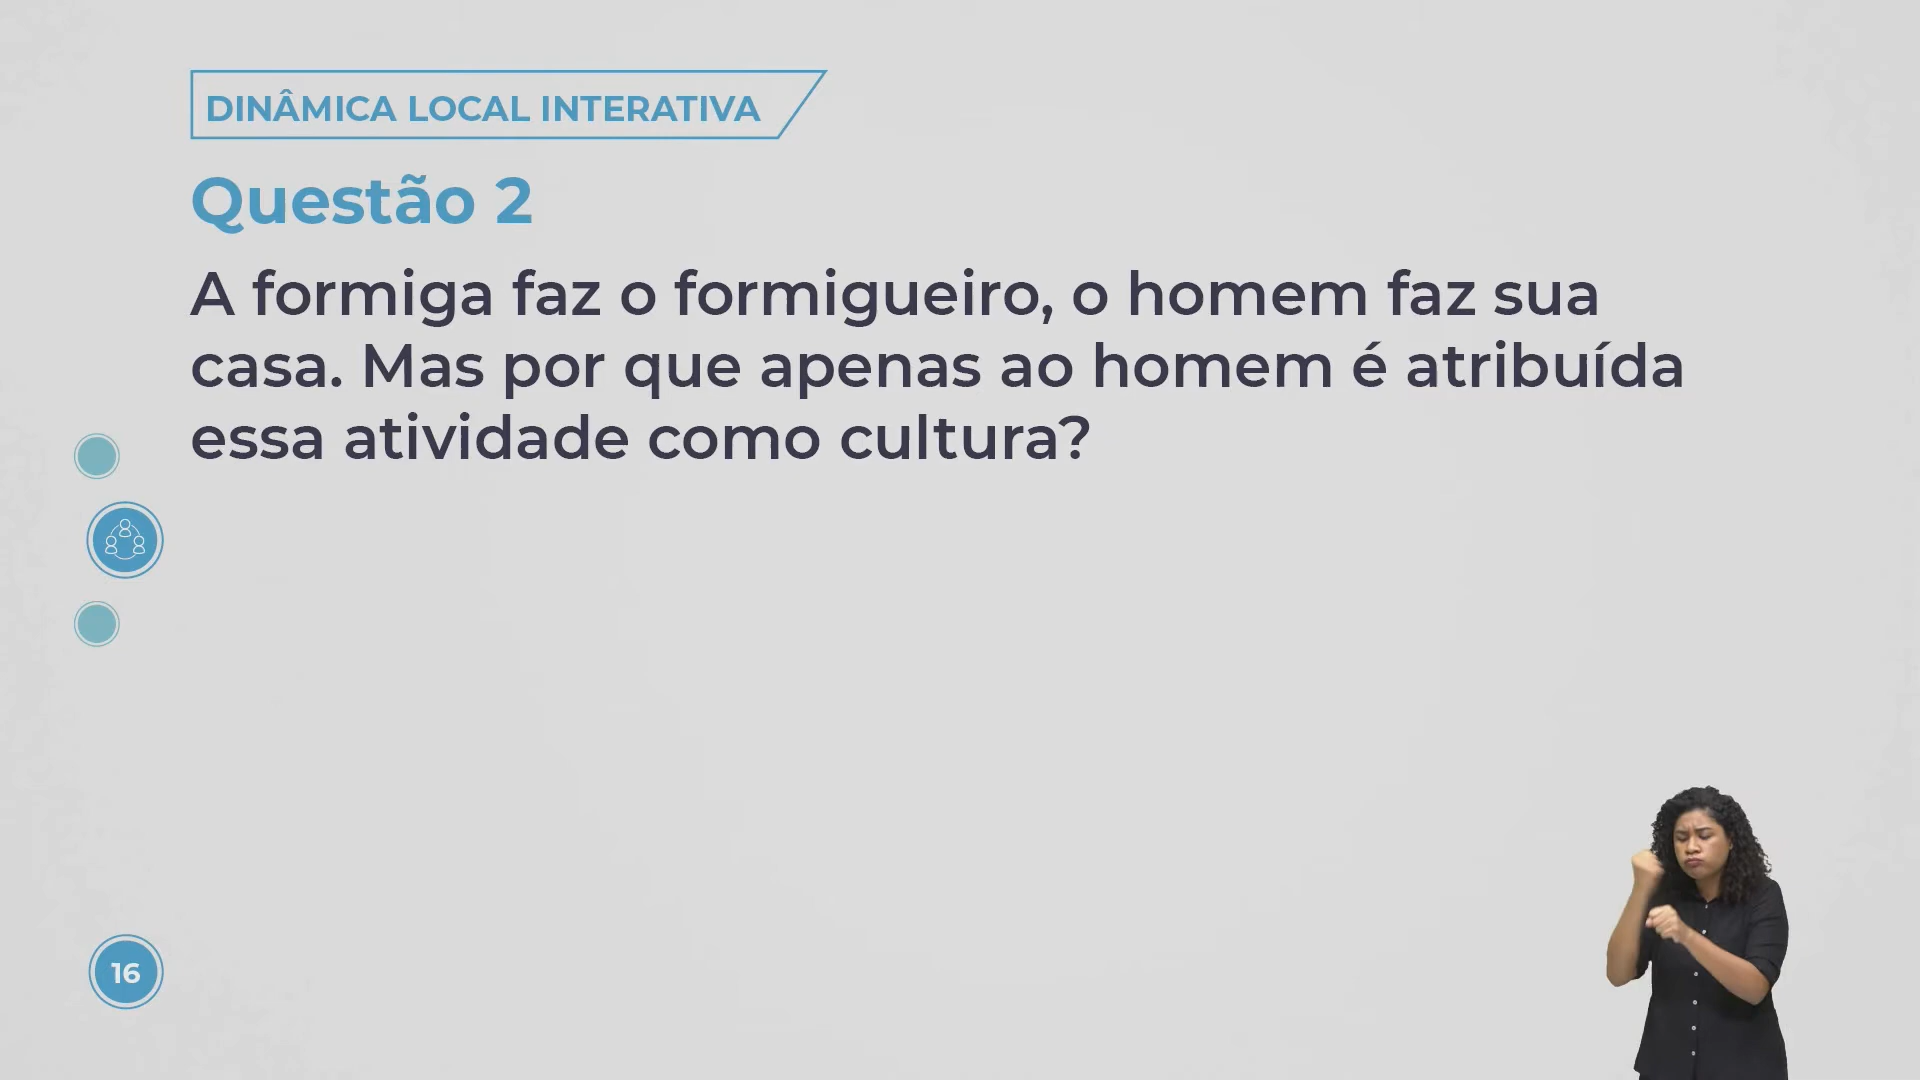 DINÂMICA LOCAL INTERATIVA
Questão 2
A formiga faz o formigueiro, o homem faz sua
casa. Mas por que apenas ao homem é atribuída
essa atividade como cultura?
16